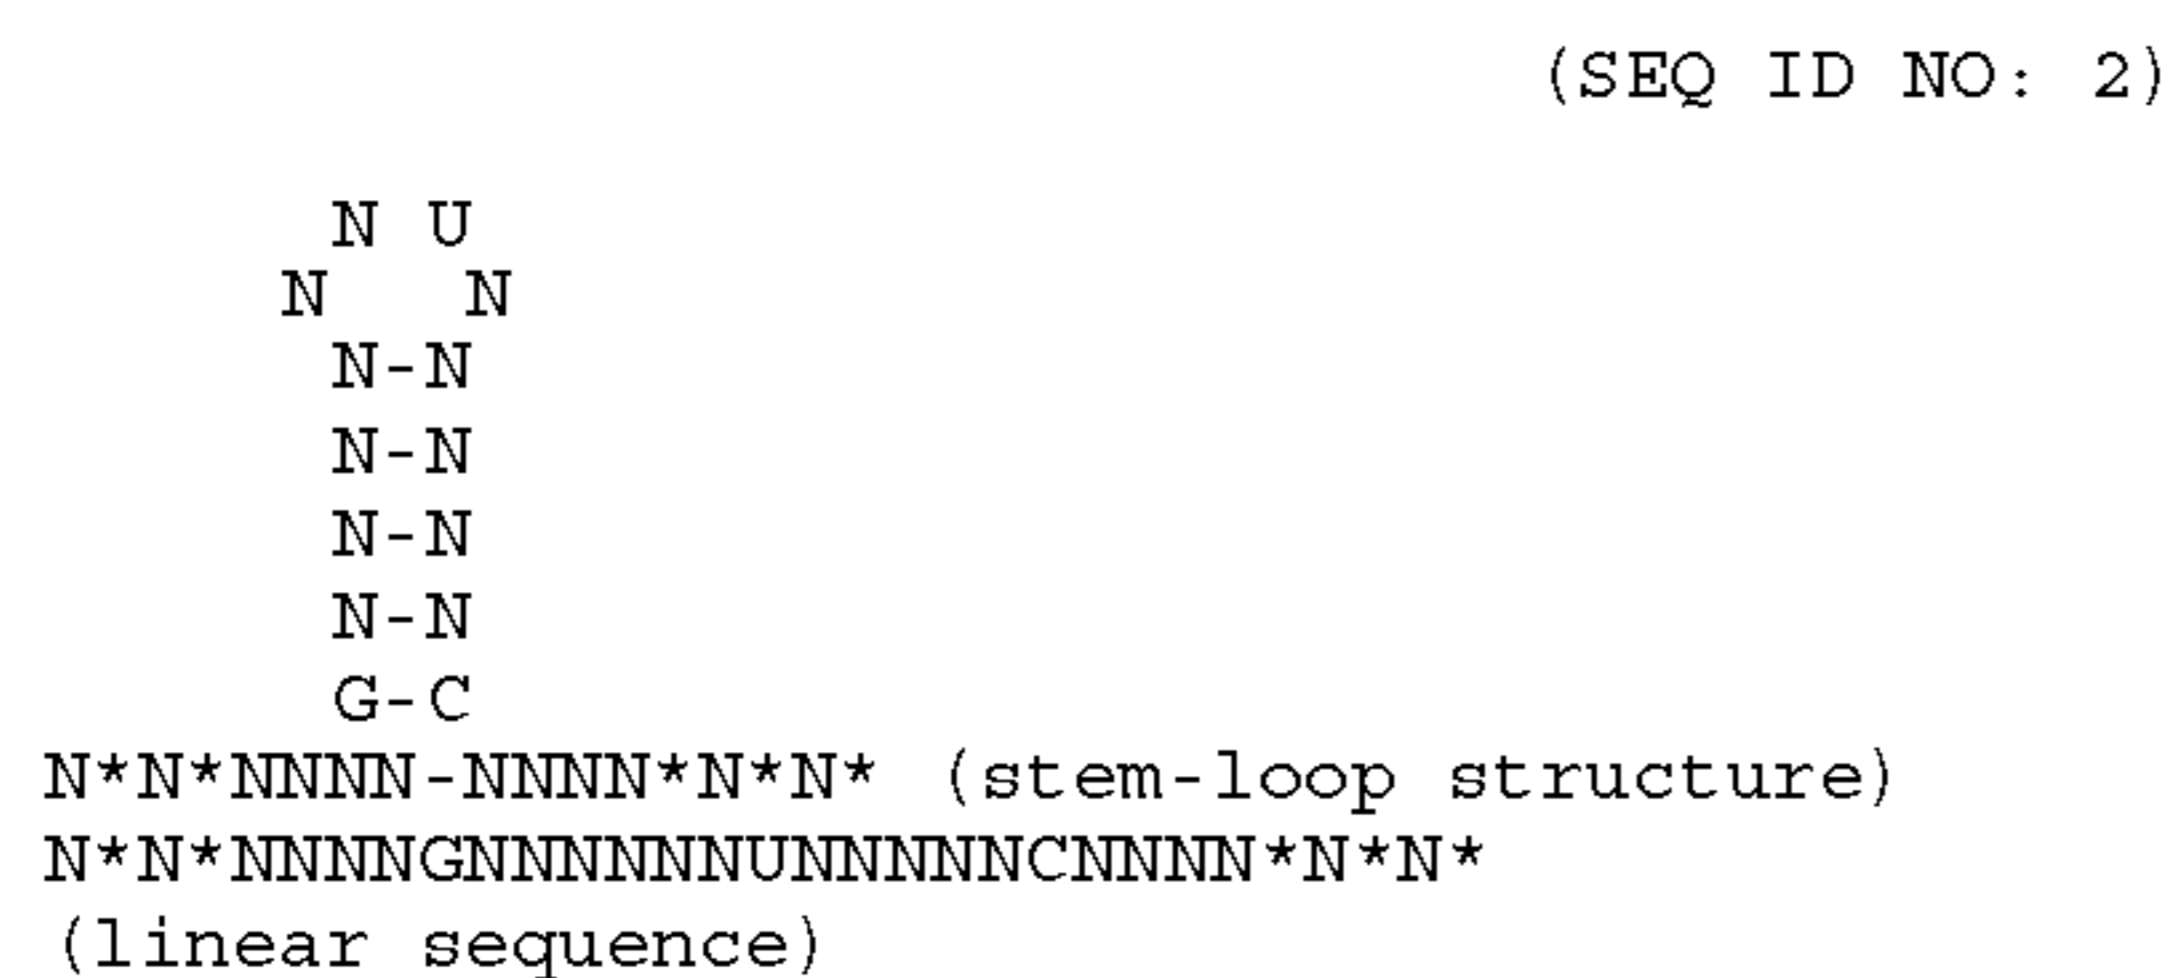 (SEQ ID NO: 2)
N U
N   N
N-N
N-N
N-N
N-N
G-C
N*N*NNNN-NNNN*N*N* (stem-loop structure)
N*N*NNNNGNNNNNNUNNNNNCNNNN*N*N*
(linear sequence)